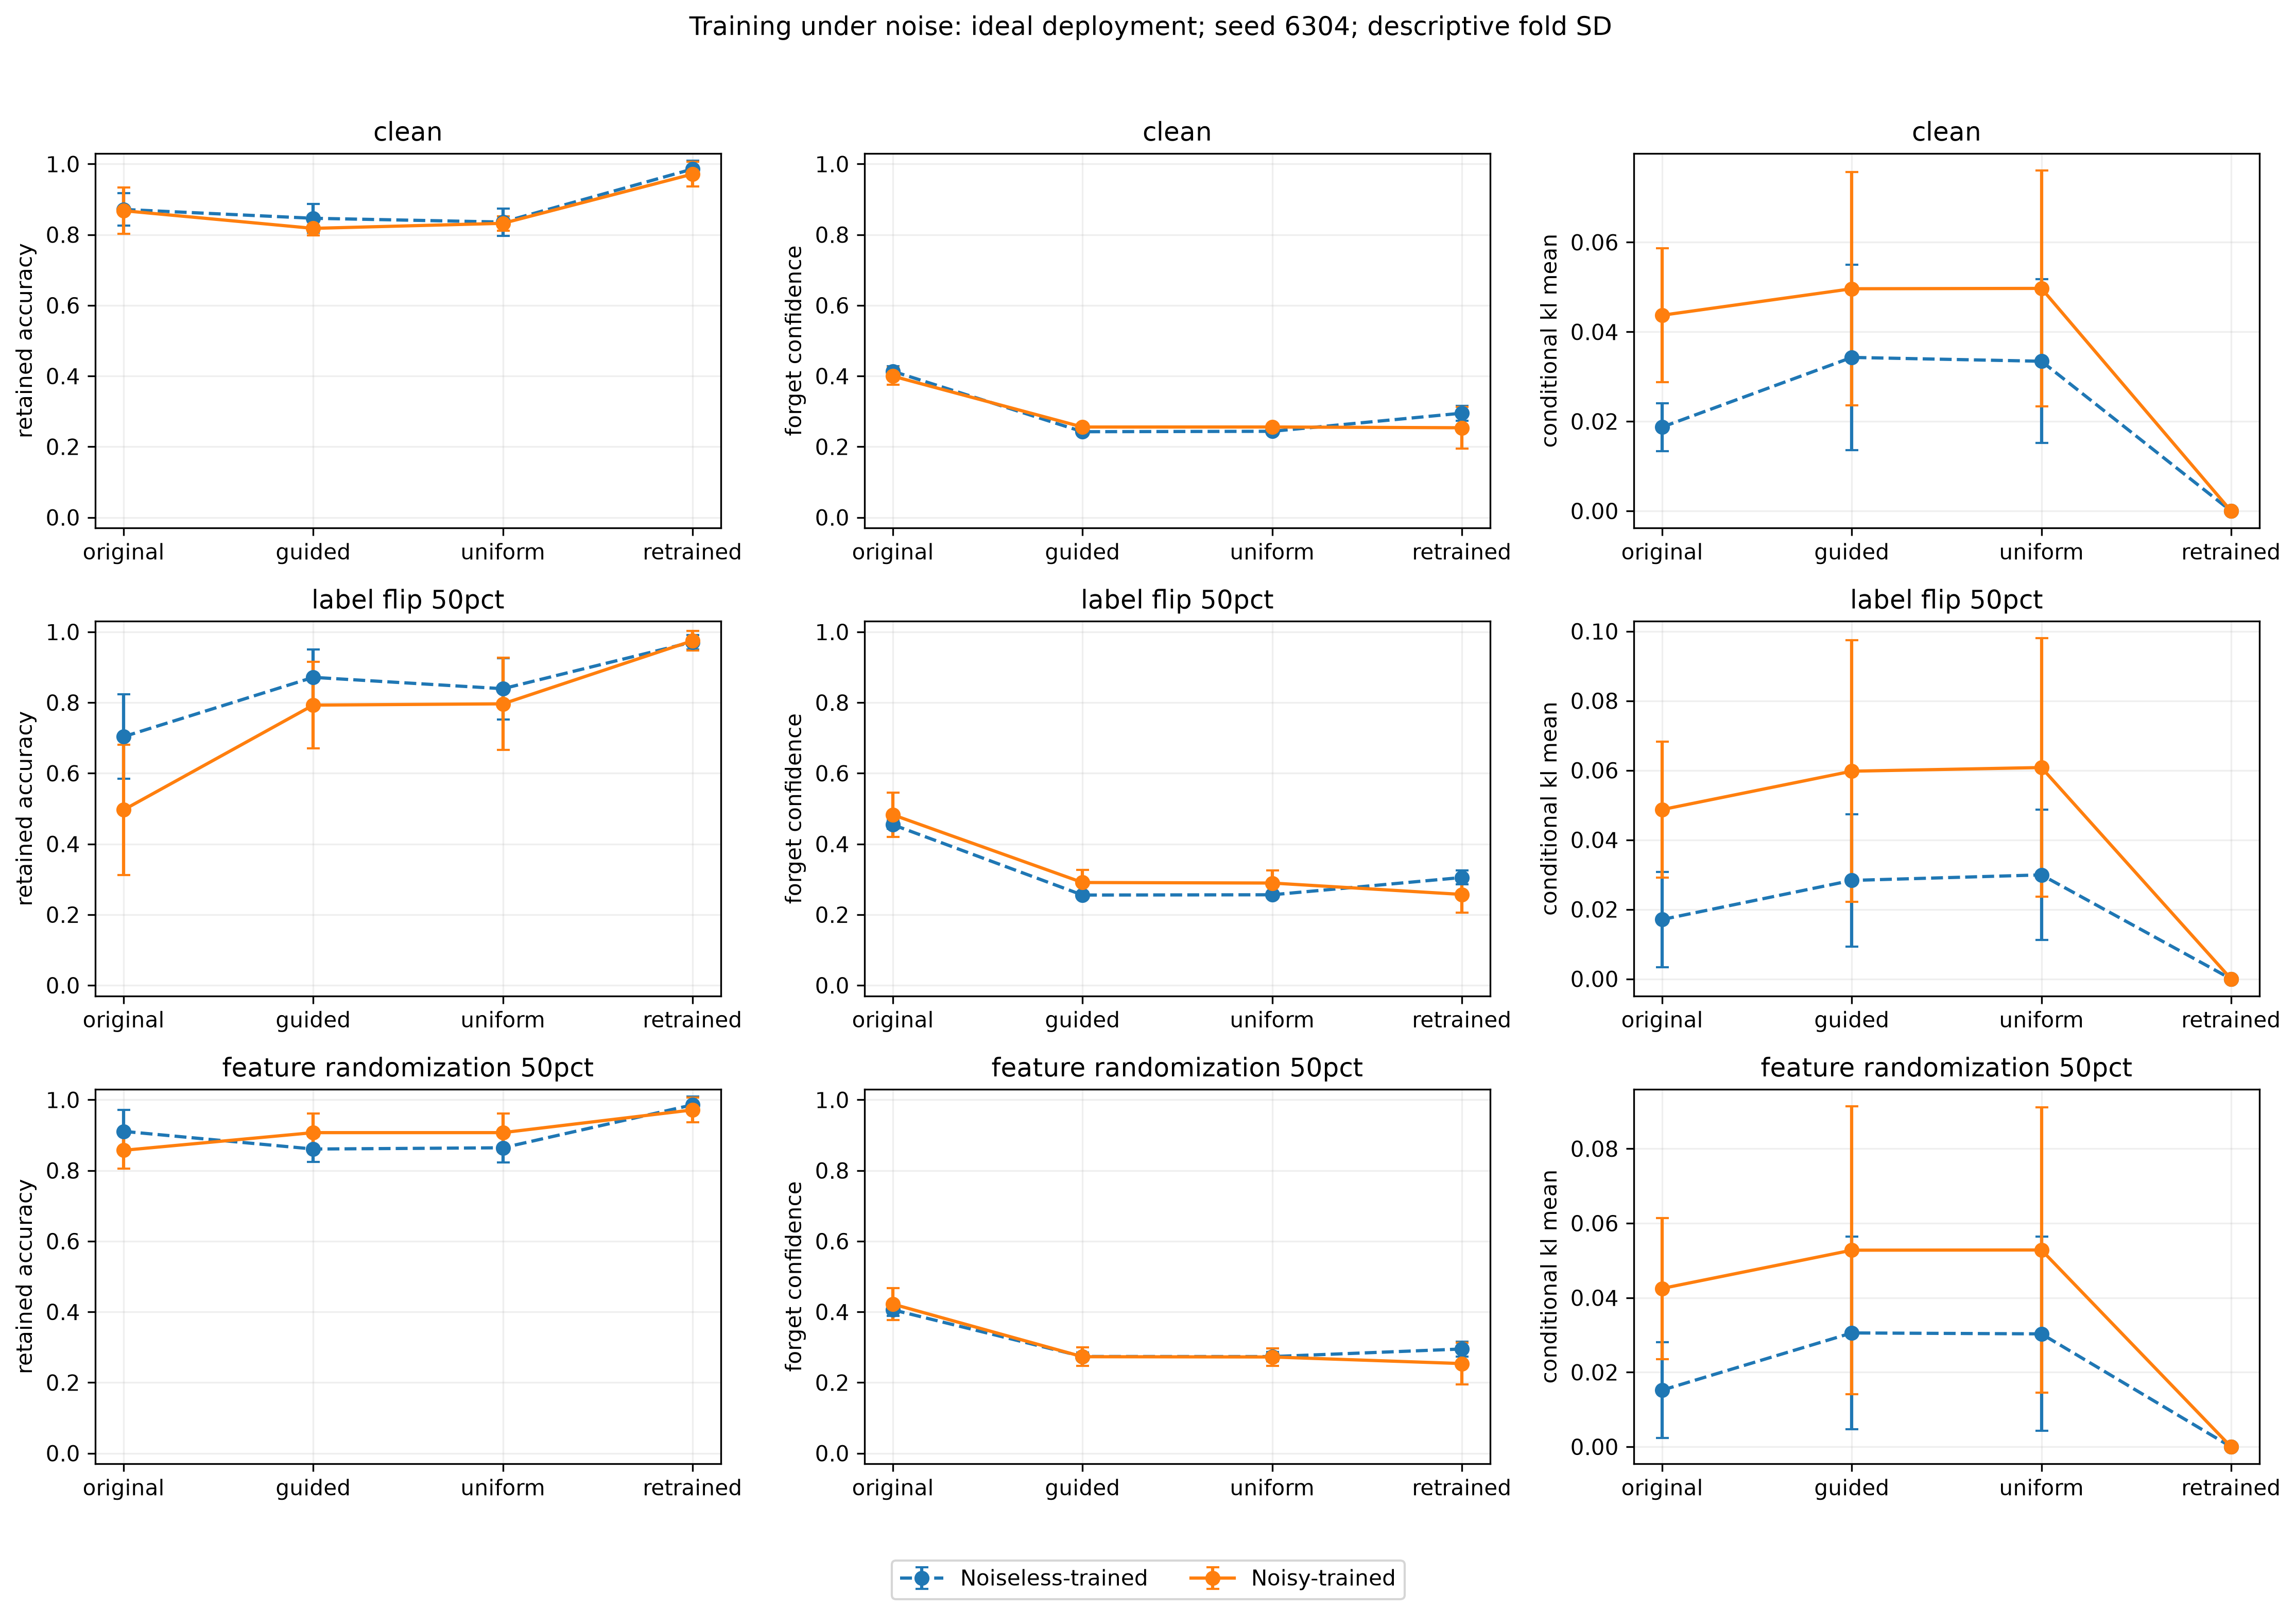 Training under noise: ideal deployment; seed 6304; descriptive fold SD
clean
retained accuracy
1.0
0.8
0.6
0.4
0.2
0.0
original guided uniform retrained
clean
forget confidence
1.0
0.8
0.6
0.4
0.2
0.0
original guided uniform retrained
clean
conditional kl mean
0.06
0.04
0.02
0.00
original guided uniform retrained
label flip 50pct
retained accuracy
1.0
0.8
0.6
0.4
0.2
0.0
original guided uniform retrained
label flip 50pct
forget confidence
1.0
0.8
0.6
0.4
0.2
0.0
original guided uniform retrained
label flip 50pct
conditional kl mean
0.10
0.08
0.06
0.04
0.02
0.00
original guided uniform retrained
feature randomization 50pct
retained accuracy
1.0
0.8
0.6
0.4
0.2
0.0
original guided uniform retrained
feature randomization 50pct
forget confidence
1.0
0.8
0.6
0.4
0.2
0.0
original guided uniform retrained
feature randomization 50pct
conditional kl mean
0.08
0.06
0.04
0.02
0.00
original guided uniform retrained
Noiseless-trained Noisy-trained